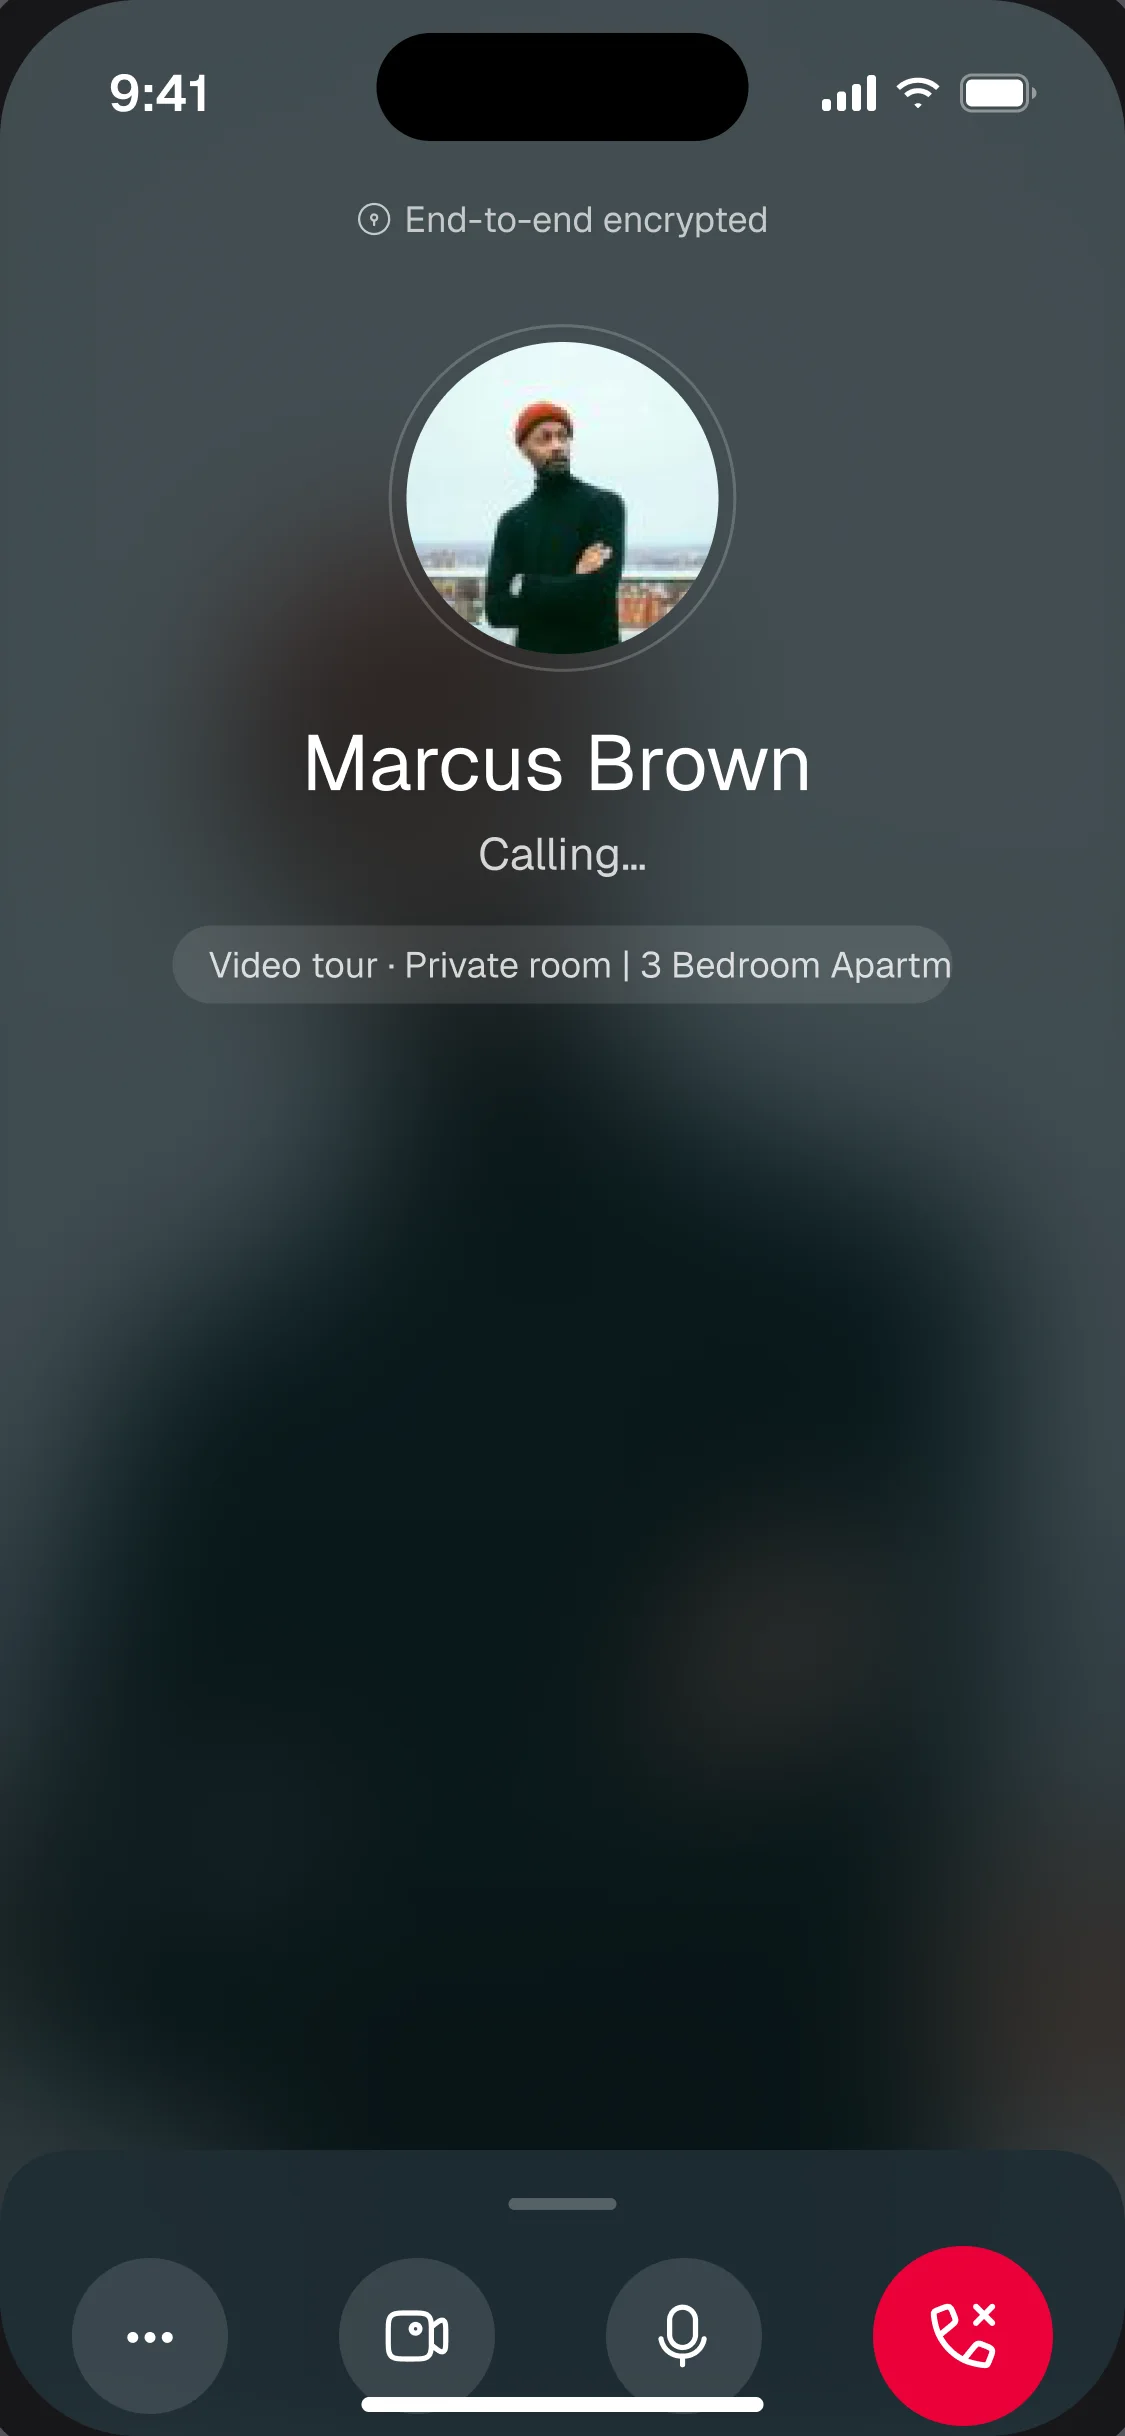 9:41
End-to-end encrypted
Marcus Brown
Calling...
Video tour · Private room | 3 Bedroom Apartm